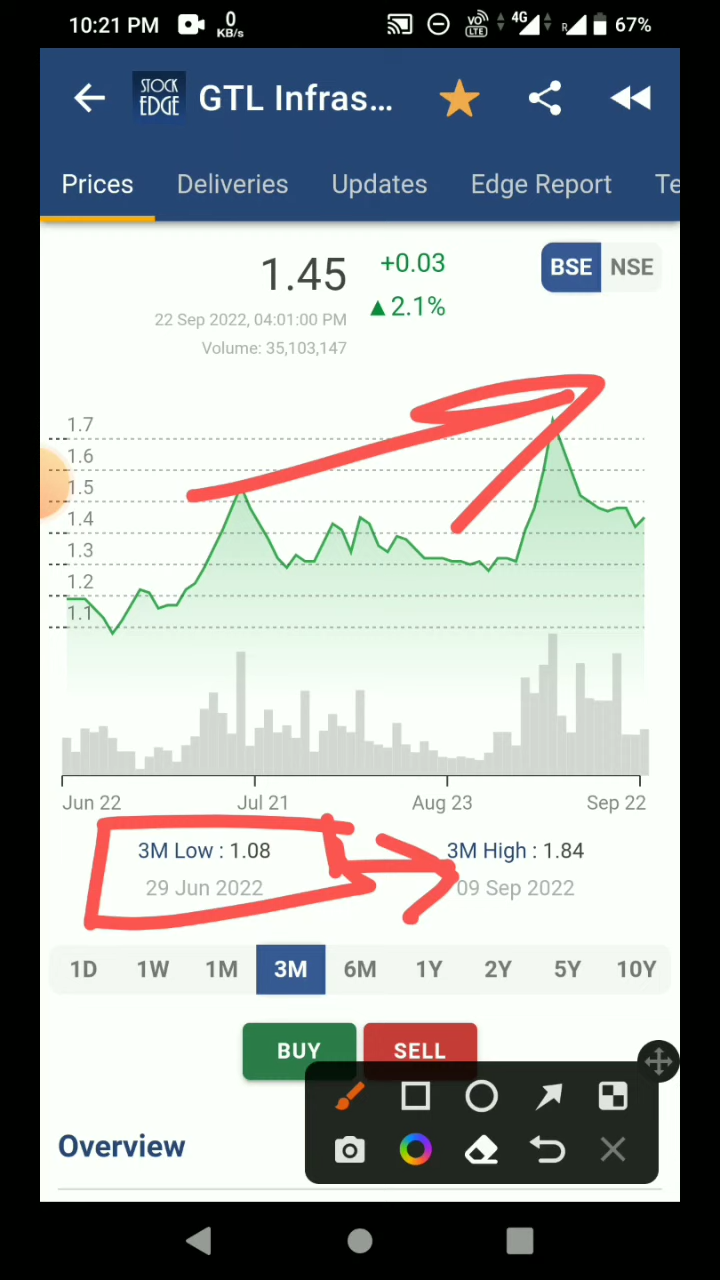 10:21 PM 0 KB/s VO LTE 4G R 67%
STOCK EDGE GTL Infras...
Prices Deliveries Updates Edge Report Te
1.45 +0.03 BSE NSE
▲2.1%
22 Sep 2022, 04:01:00 PM
Volume: 35,103,147
1.7
1.6
1.5
1.4
1.3
1.2
1.1
Jun 22 Jul 21 Aug 23 Sep 22
3M Low : 1.08 3M High : 1.84
29 Jun 2022 09 Sep 2022
1D 1W 1M 3M 6M 1Y 2Y 5Y 10Y
BUY SELL
Overview